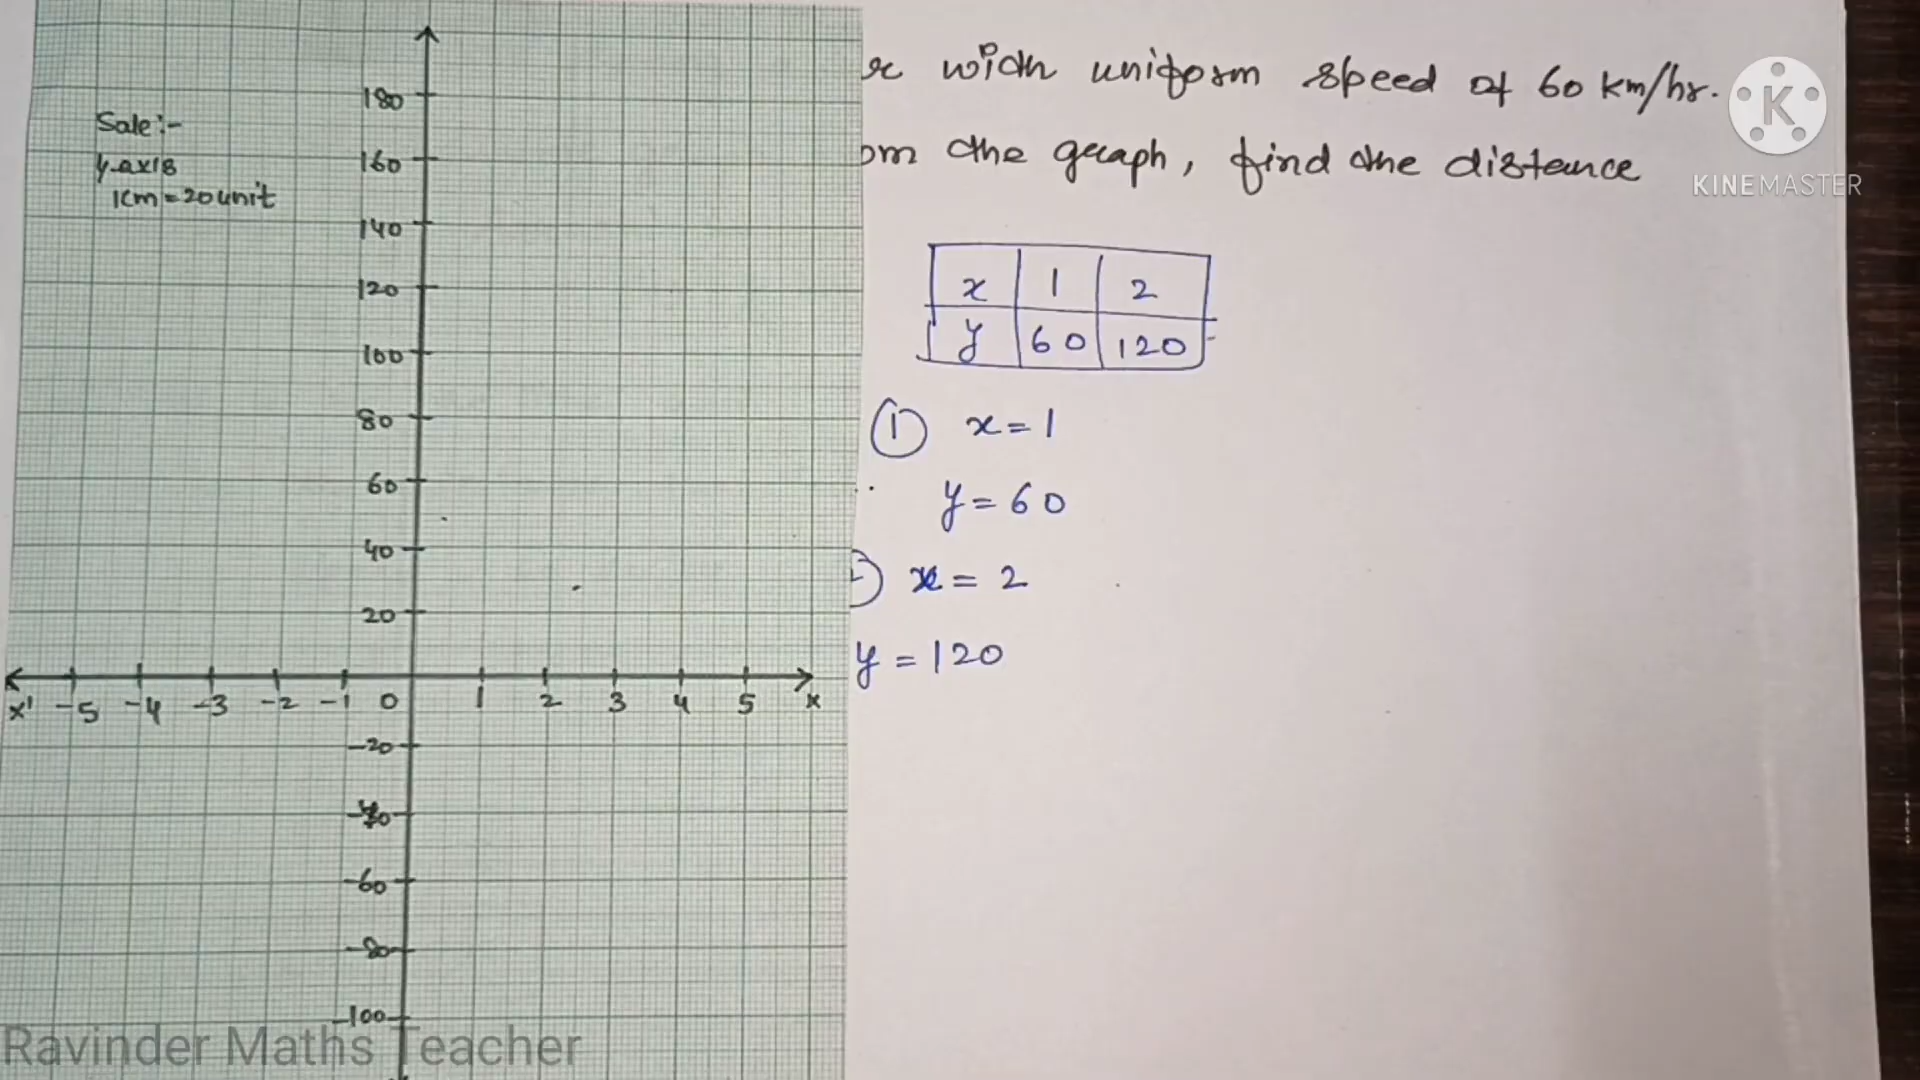 180
Sale:-
y-axis
1cm = 20unit
160
140
120
100
80
60
40
20
x' -5 -4 -3 -2 -1 0 1 2 3 4 5 x
-20
-40
-60
-80
-100
Ravinder Maths Teacher
with uniform speed of 60 km/hr.
om the graph, find the distance
K
KINEMASTER
x 1 2
y 60 120
① x = 1
y = 60
x = 2
y = 120